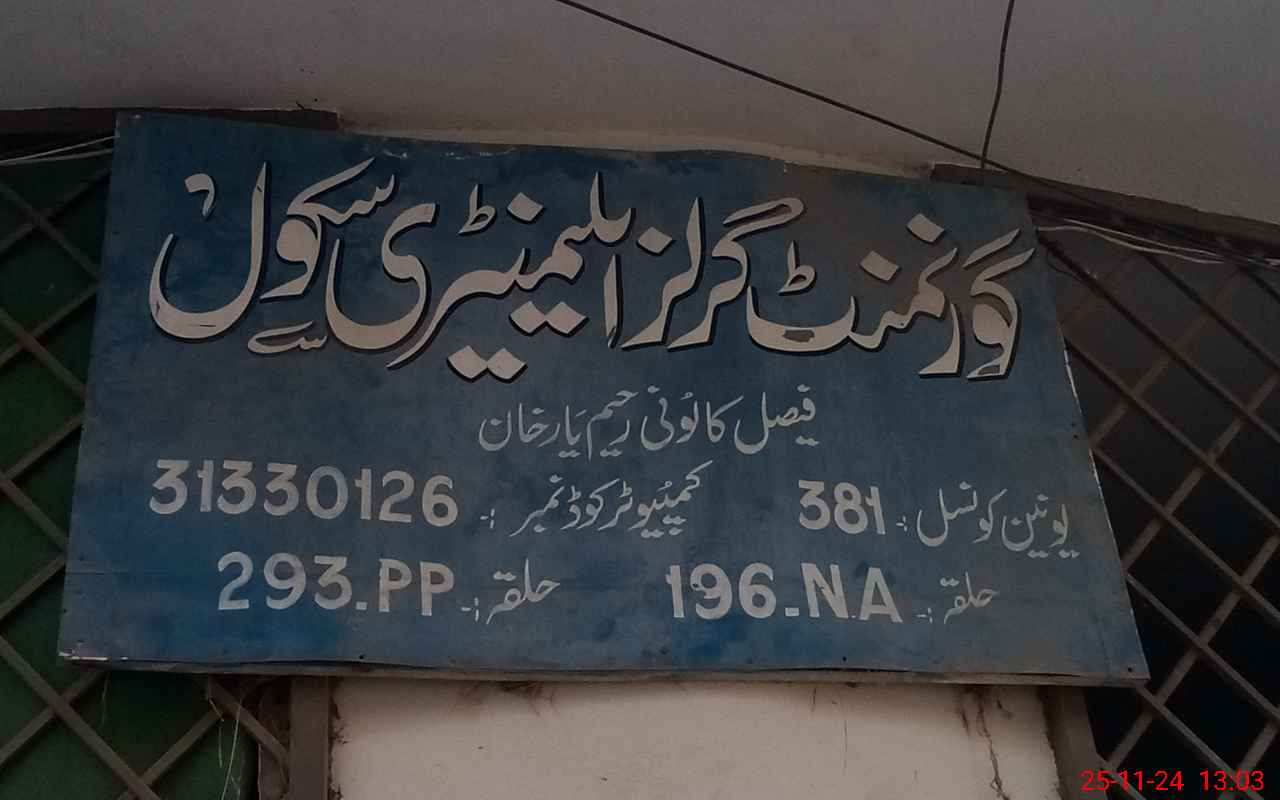 گورنمنٹ گرلز ایلیمنٹری سکول
فیصل کالونی رحیم یار خان
یونین کونسل :- 381 کمپیوٹر کوڈ نمبر :- 31330126
حلقہ :- 196.N.A حلقہ :- 293.PP
25-11-24 13:03